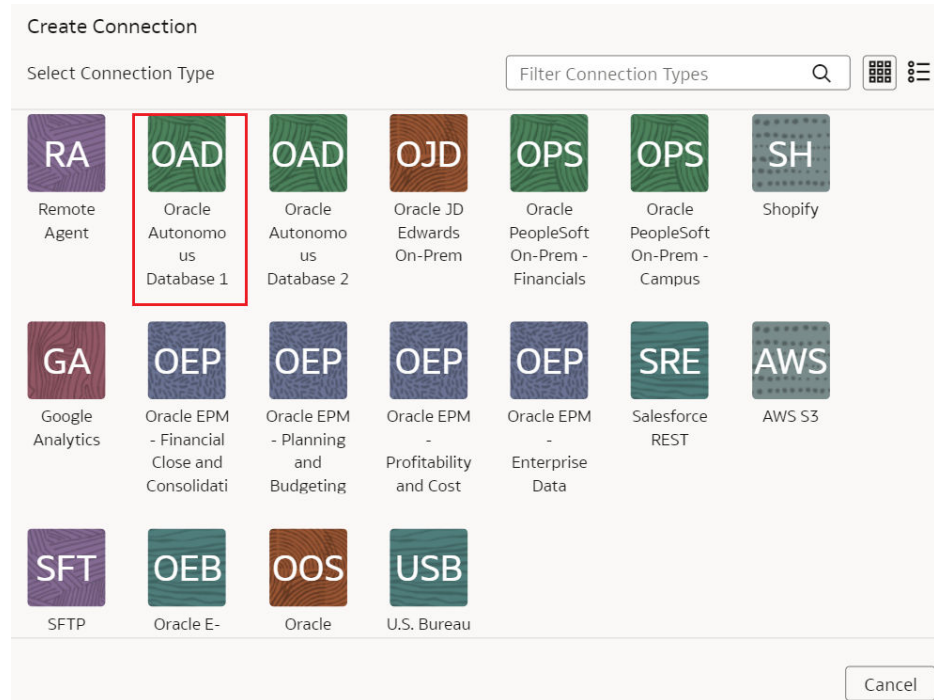 Create Connection
Select Connection Type
Filter Connection Types
RA
OAD
OAD
OJD
OPS
OPS
SH
Remote
Agent
Oracle
Autonomo
us
Database 1
Oracle
Autonomo
us
Database 2
Oracle JD
Edwards
On-Prem
Oracle
PeopleSoft
On-Prem -
Financials
Oracle
PeopleSoft
On-Prem -
Campus
Shopify
GA
OEP
OEP
OEP
OEP
SRE
AWS
Google
Analytics
Oracle EPM
- Financial
Close and
Consolidati
Oracle EPM
- Planning
and
Budgeting
Oracle EPM
-
Profitability
and Cost
Oracle EPM
-
Enterprise
Data
Salesforce
REST
AWS S3
SFT
OEB
OOS
USB
SFTP
Oracle E-
Oracle
U.S. Bureau
Cancel